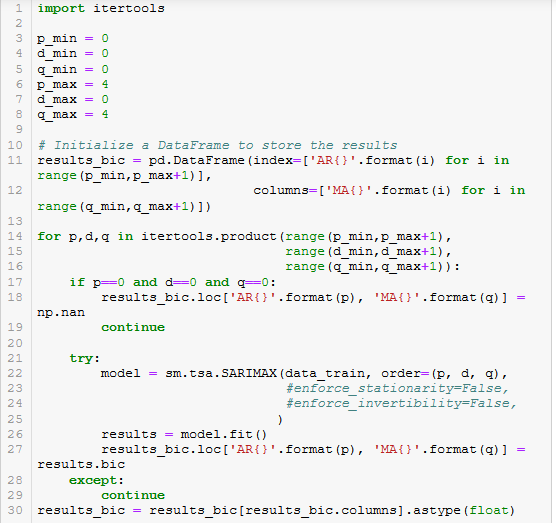 1 import itertools
2
3 p_min = 0
4 d_min = 0
5 q_min = 0
6 p_max = 4
7 d_max = 0
8 q_max = 4
9
10 # Initialize a DataFrame to store the results
11 results_bic = pd.DataFrame(index=['AR{}'.format(i) for i in
range(p_min,p_max+1)],
12                            columns=['MA{}'.format(i) for i in
range(q_min,q_max+1)])
13
14 for p,d,q in itertools.product(range(p_min,p_max+1),
15                                range(d_min,d_max+1),
16                                range(q_min,q_max+1)):
17     if p==0 and d==0 and q==0:
18         results_bic.loc['AR{}'.format(p), 'MA{}'.format(q)] =
np.nan
19         continue
20
21     try:
22         model = sm.tsa.SARIMAX(data_train, order=(p, d, q),
23                                #enforce_stationarity=False,
24                                #enforce_invertibility=False,
25                               )
26         results = model.fit()
27         results_bic.loc['AR{}'.format(p), 'MA{}'.format(q)] =
results.bic
28     except:
29         continue
30 results_bic = results_bic[results_bic.columns].astype(float)